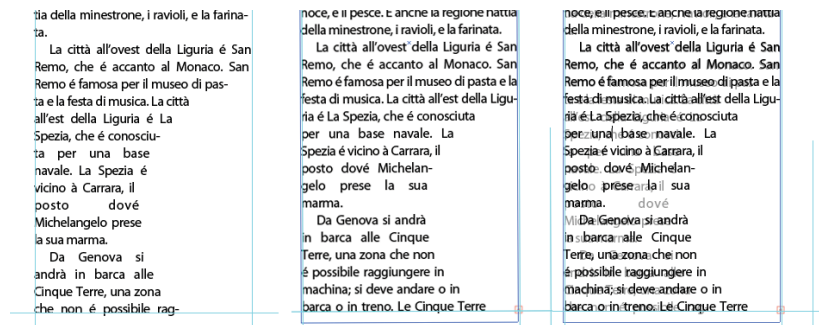 tia della minestrone, i ravioli, e la farina-
ta.
La città all'ovest della Liguria é San
Remo, che é accanto al Monaco. San
Remo é famosa per il museo di pas-
ta e la festa di musica. La città
all'est della Liguria é La
Spezia, che é conosciu-
ta per una base
navale. La Spezia é
vicino à Carrara, il
posto dové
Michelangelo prese
la sua marma.
Da Genova si
andrà in barca alle
Cinque Terre, una zona
che non é possibile rag-
noce, e il pesce. E anche la regione nattia
della minestrone, i ravioli, e la farinata.
La città all'ovest della Liguria é San
Remo, che é accanto al Monaco. San
Remo é famosa per il museo di pasta e la
festa di musica. La città all'est della Ligu-
ria é La Spezia, che é conosciuta
per una base navale. La
Spezia é vicino à Carrara, il
posto dové Michelan-
gelo prese la sua
marma.
Da Genova si andrà
in barca alle Cinque
Terre, una zona che non
é possibile raggiungere in
machina; si deve andare o in
barca o in treno. Le Cinque Terre
noce, e il pesce. E anche la regione nattia
della minestrone, i ravioli, e la farinata.
La città all'ovest della Liguria é San
Remo, che é accanto al Monaco. San
Remo é famosa per il museo di pasta e la
festa di musica. La città all'est della Ligu-
ria é La Spezia, che é conosciuta
per una base navale. La
Spezia é vicino à Carrara, il
posto dové Michelan-
gelo prese la sua
marma. dové
Da Genova si andrà
in barca alle Cinque
Terre, una zona che non
é possibile raggiungere in
machina; si deve andare o in
barca o in treno. Le Cinque Terre